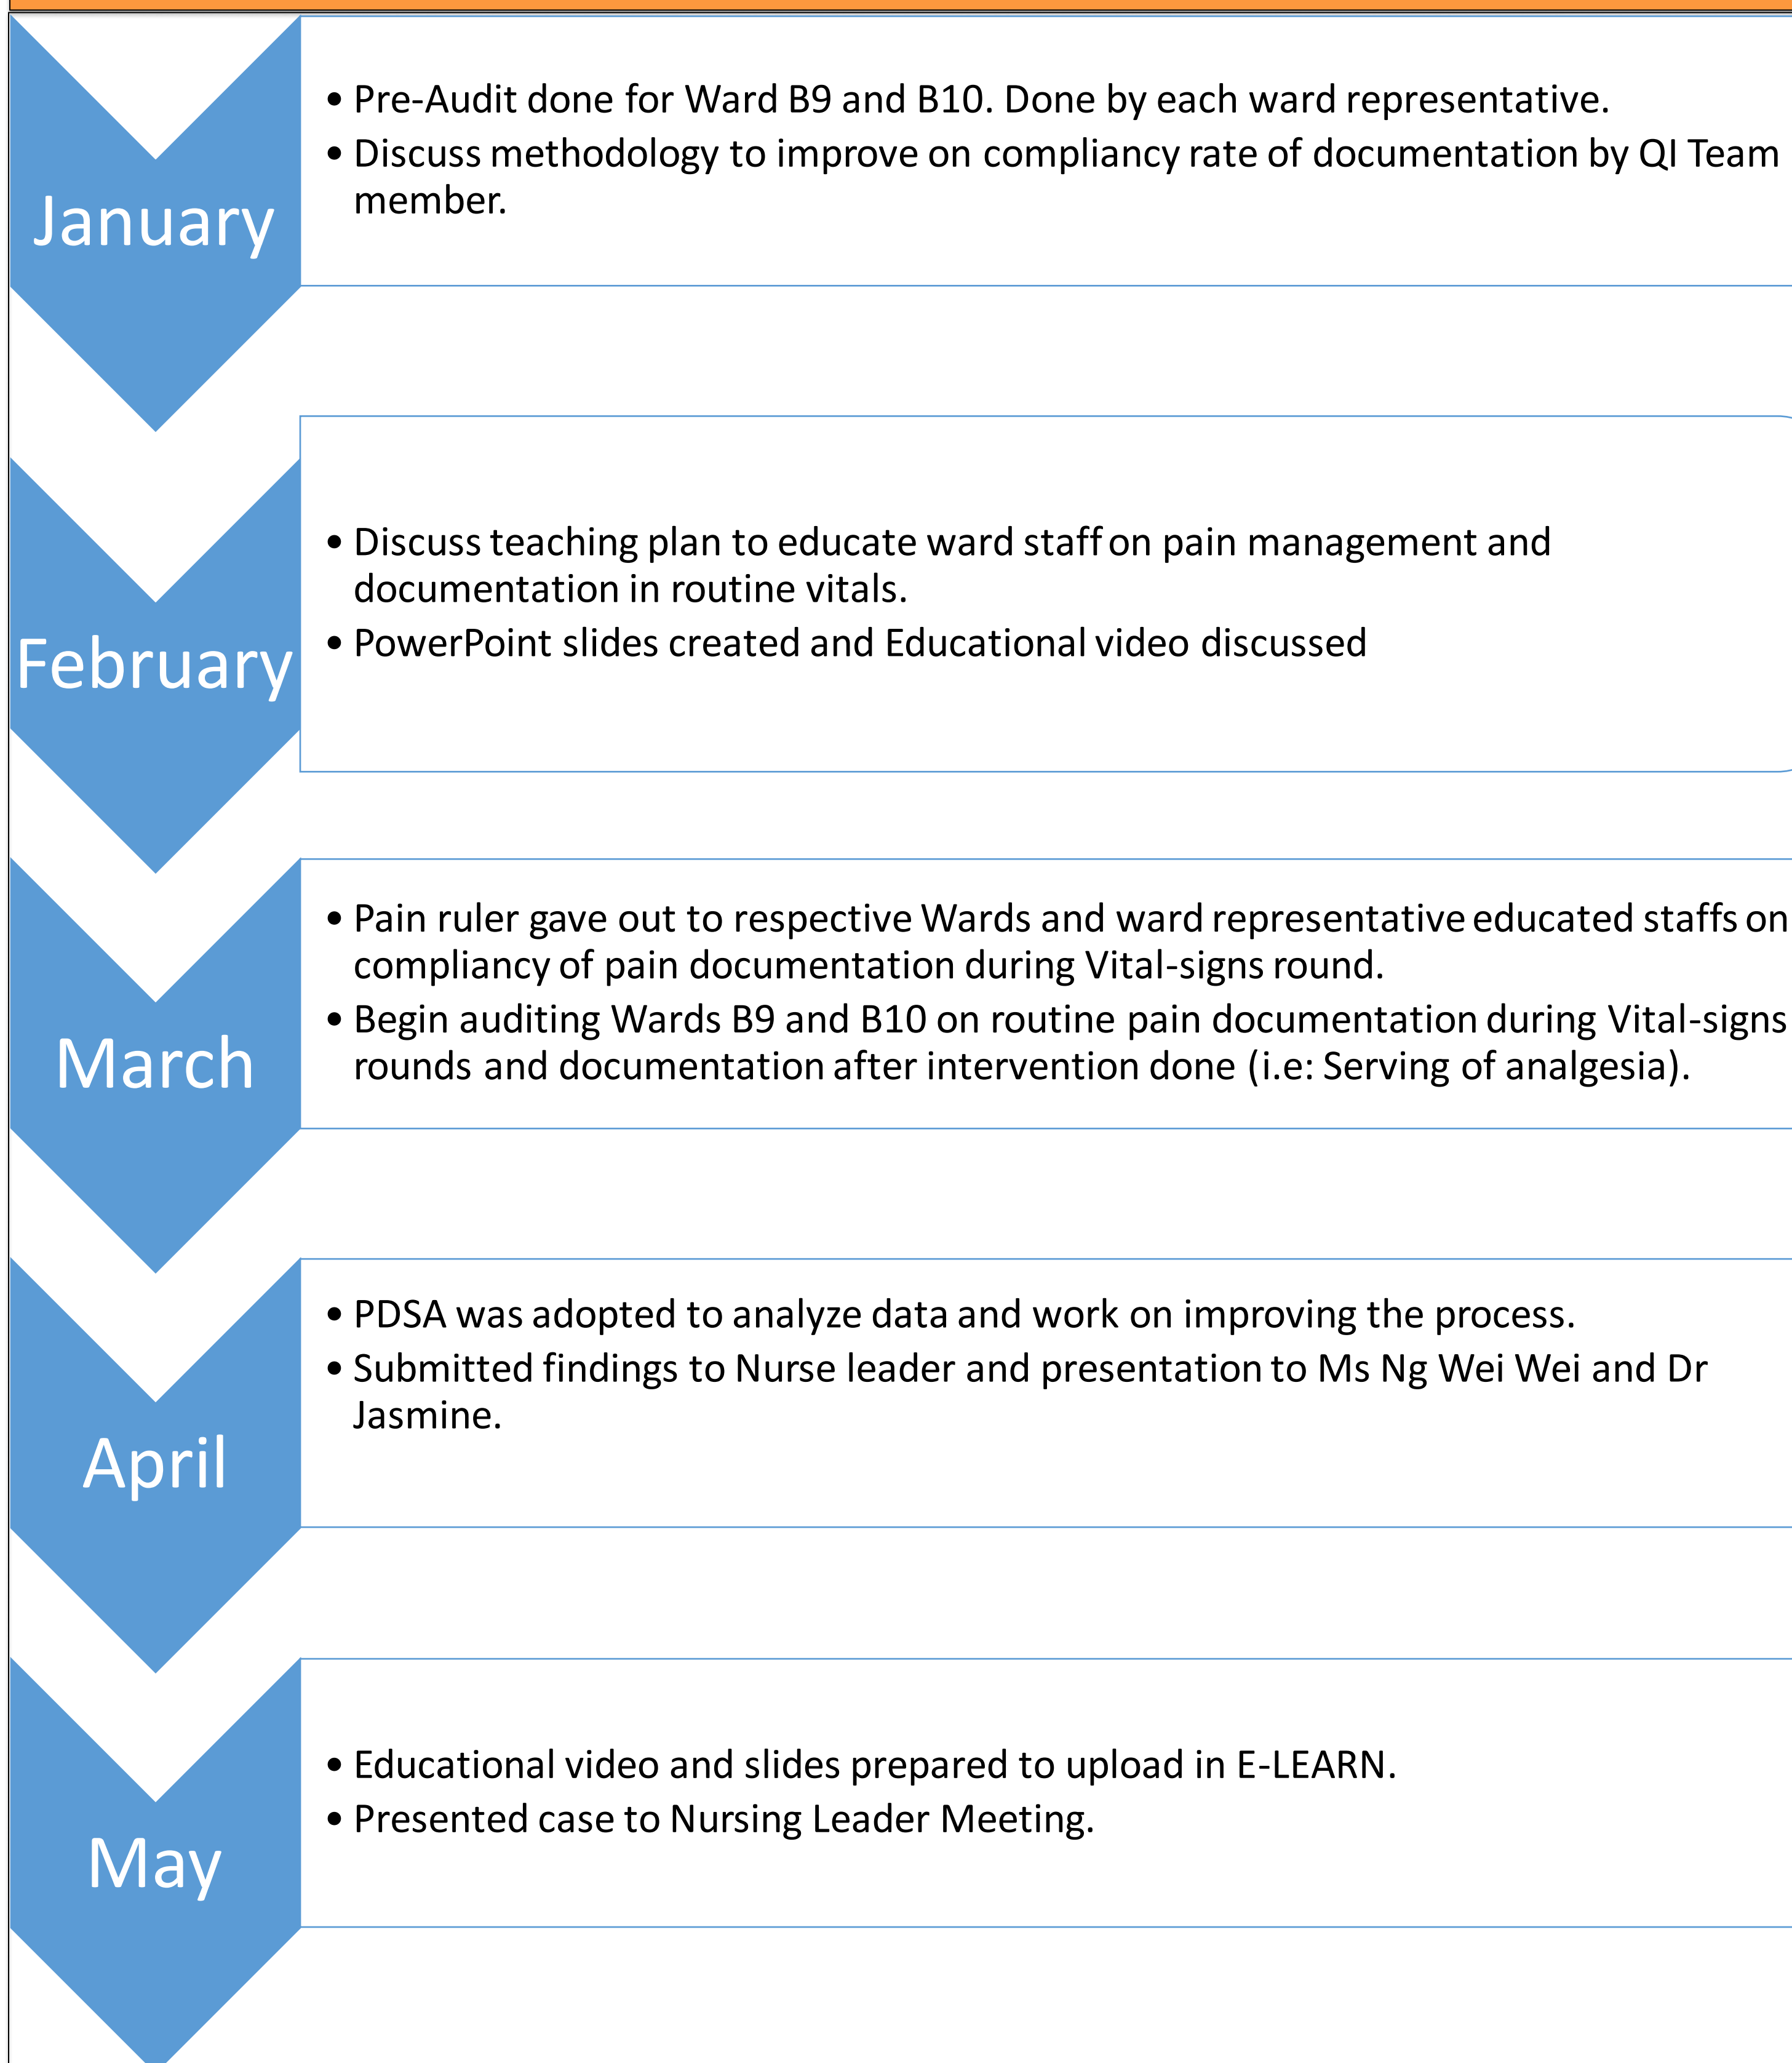 January
• Pre-Audit done for Ward B9 and B10. Done by each ward representative.
• Discuss methodology to improve on compliancy rate of documentation by QI Team
member.
February
• Discuss teaching plan to educate ward staff on pain management and
documentation in routine vitals.
• PowerPoint slides created and Educational video discussed
March
• Pain ruler gave out to respective Wards and ward representative educated staffs on
compliancy of pain documentation during Vital-signs round.
• Begin auditing Wards B9 and B10 on routine pain documentation during Vital-signs
rounds and documentation after intervention done (i.e: Serving of analgesia).
April
• PDSA was adopted to analyze data and work on improving the process.
• Submitted findings to Nurse leader and presentation to Ms Ng Wei Wei and Dr
Jasmine.
May
• Educational video and slides prepared to upload in E-LEARN.
• Presented case to Nursing Leader Meeting.